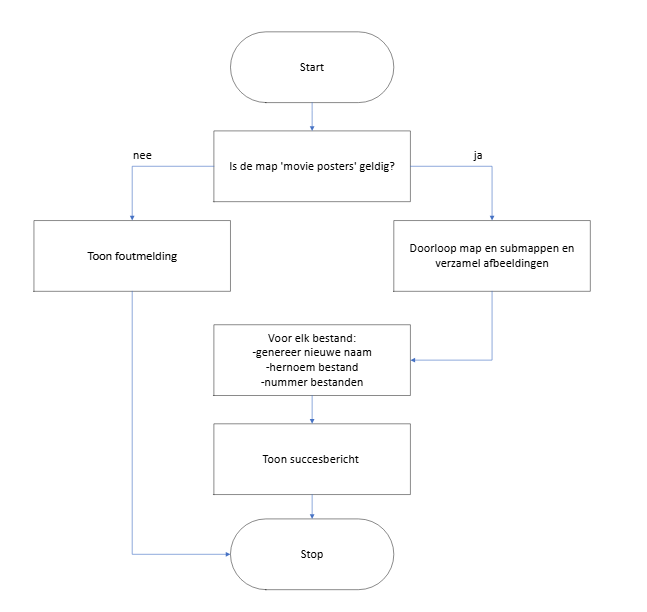 Start
Is de map 'movie posters' geldig?
nee
ja
Toon foutmelding
Doorloop map en submappen en
verzamel afbeeldingen
Voor elk bestand:
-genereer nieuwe naam
-hernoem bestand
-nummer bestanden
Toon succesbericht
Stop